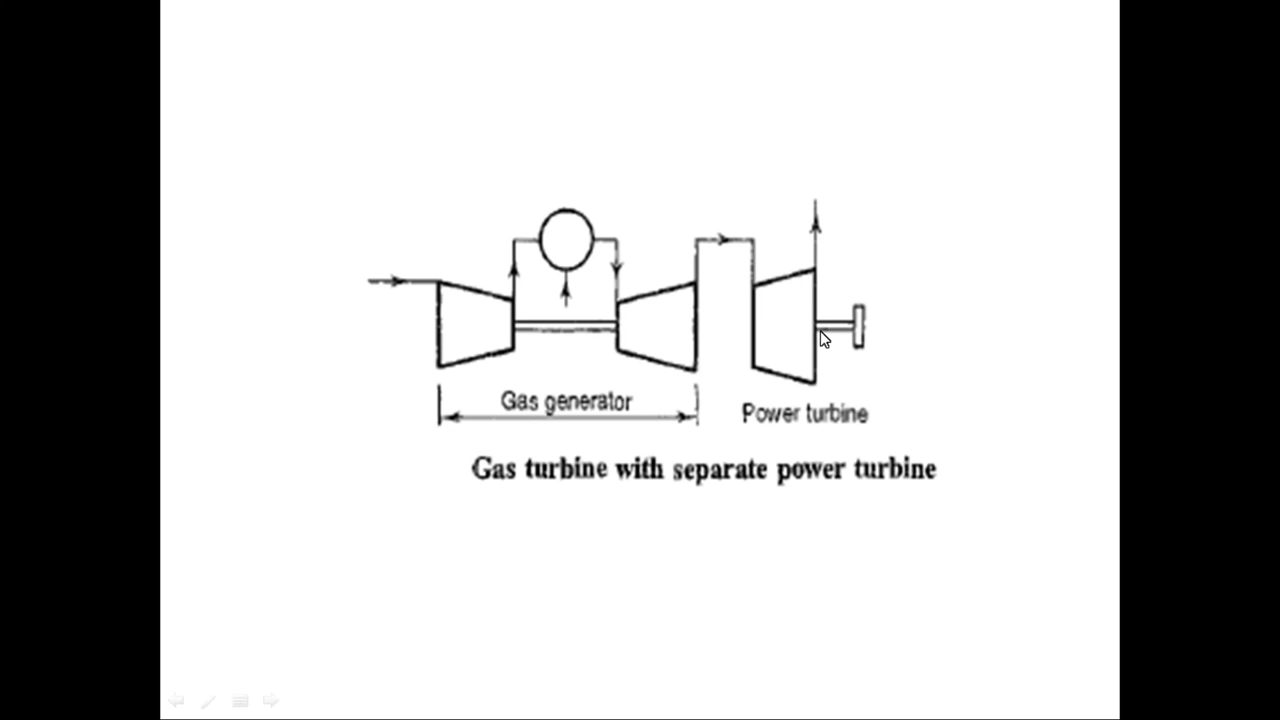 Gas generator
Power turbine
Gas turbine with separate power turbine